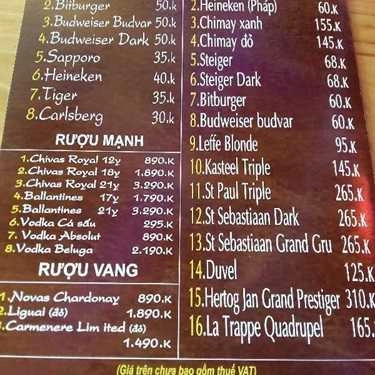 2.Bitburger 50.k
3.Budweiser Budvar 50.k
4.Budweiser Dark 50.k
5.Sapporo 35.k
6.Heineken 40.k
7.Tiger 35.k
8.Carlsberg 30.k
RƯỢU MẠNH
1.Chivas Royal 12y 890.K
2.Chivas Royal 18y 1.890.K
3.Chivas Royal 21y 3.290.K
4.Ballantines 17y 1.790.K
5.Ballantines 21y 3.290.K
6.Vodka Cá sấu 295.K
7.Vodka Absolut 890.K
8.Vodka Beluga 2.190.K
RƯỢU VANG
1.Novas Chardonay 890.K
2.Ligual (đỏ) 1.890.K
3.Carmenere Lim ited (đỏ)
1.490.K
2.Heineken (Pháp) 60.K
3.Chimay xanh 155.K
4.Chimay đỏ 145.K
5.Steiger 68.K
6.Steiger Dark 68.K
7.Bitburger 60.K
8.Budweiser budvar 60.K
9.Leffe Blonde 95.K
10.Kasteel Triple 145.K
11.St Paul Triple 265.K
12.St Sebastiaan Dark 265.K
13.St Sebastiaan Grand Gru 265.K
14.Duvel 125.K
15.Hertog Jan Grand Prestiger 310.K
16.La Trappe Quadrupel 165.
(Giá trên chưa bao gồm thuế VAT)